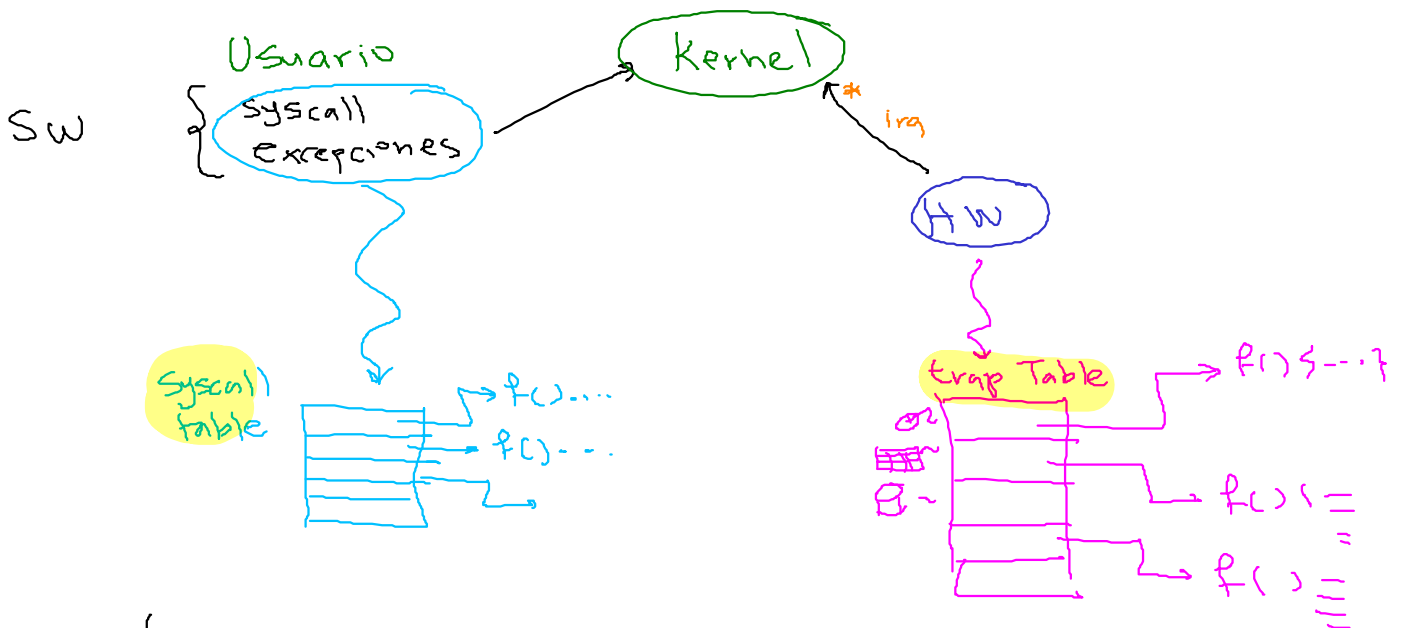 Usuario
Kernel
SW
syscall
excepciones
*
irq
HW
Syscall
table
trap Table
f() ....
f() ...
f() { --- }
f() {
f()